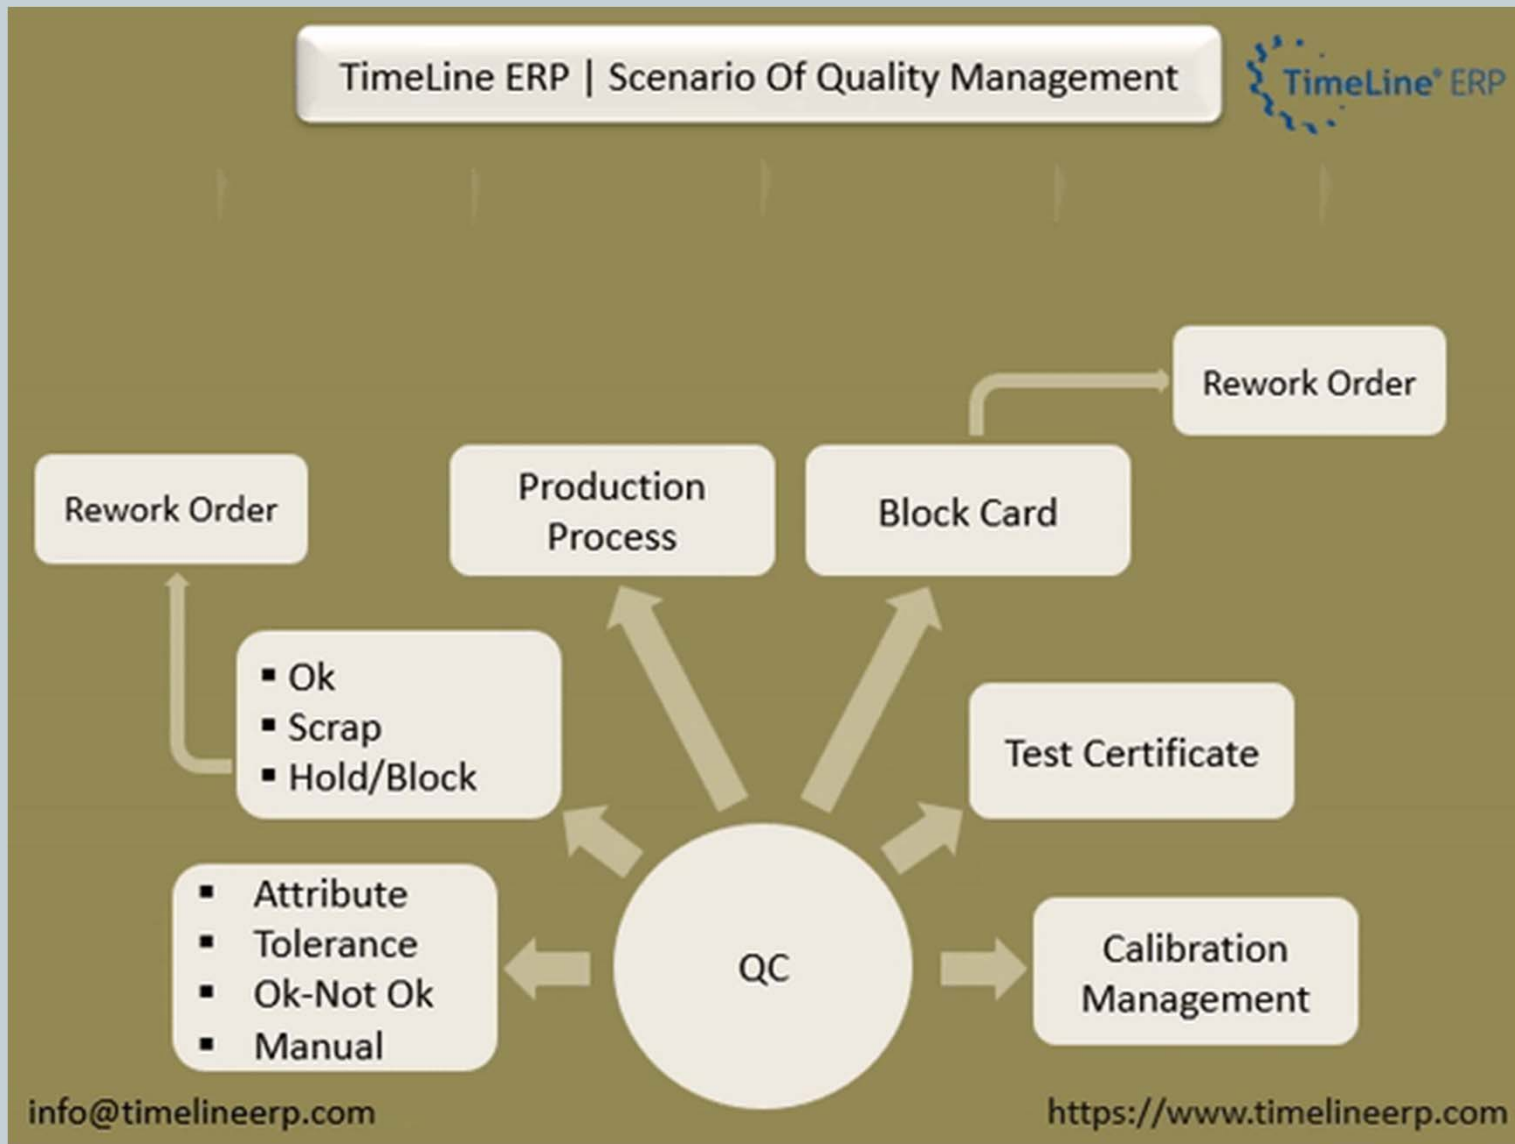 TimeLine ERP | Scenario Of Quality Management
TimeLine® ERP
Rework Order
Rework Order
Production
Process
Block Card
▪ Ok
▪ Scrap
▪ Hold/Block
Test Certificate
▪ Attribute
▪ Tolerance
▪ Ok-Not Ok
▪ Manual
QC
Calibration
Management
info@timelineerp.com
https://www.timelineerp.com